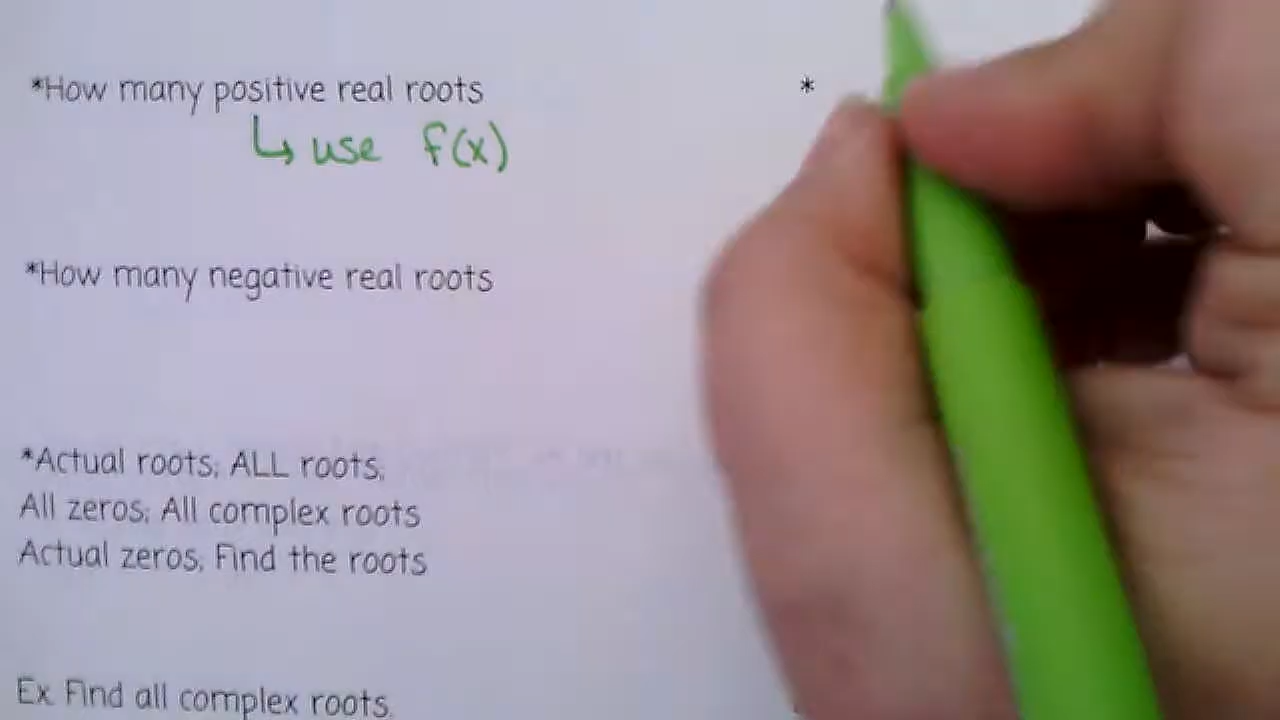 *How many positive real roots
*
↳ use f(x)
*How many negative real roots
*Actual roots; ALL roots;
All zeros; All complex roots
Actual zeros; Find the roots
Ex. Find all complex roots.